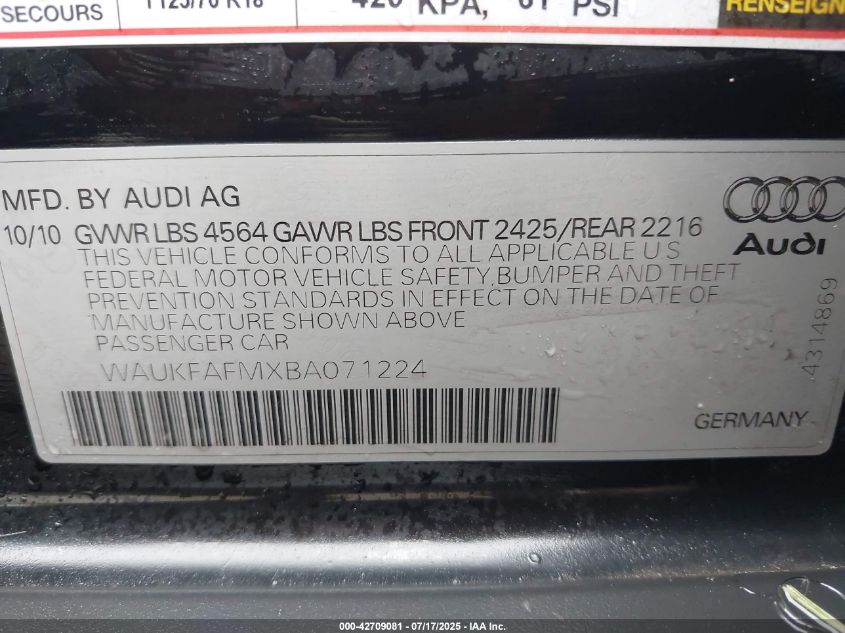 SECOURS
420 KPA, 61 PSI
RENSEIGN
MFD. BY AUDI AG
10/10 GVWR LBS 4564 GAWR LBS FRONT 2425/REAR 2216
THIS VEHICLE CONFORMS TO ALL APPLICABLE U S
FEDERAL MOTOR VEHICLE SAFETY, BUMPER AND THEFT
PREVENTION STANDARDS IN EFFECT ON THE DATE OF
MANUFACTURE SHOWN ABOVE
PASSENGER CAR
WAUKFAFMXBA071224
Audi
4314869
GERMANY
000-42709081 / 07/17/2025 - IAA Inc.